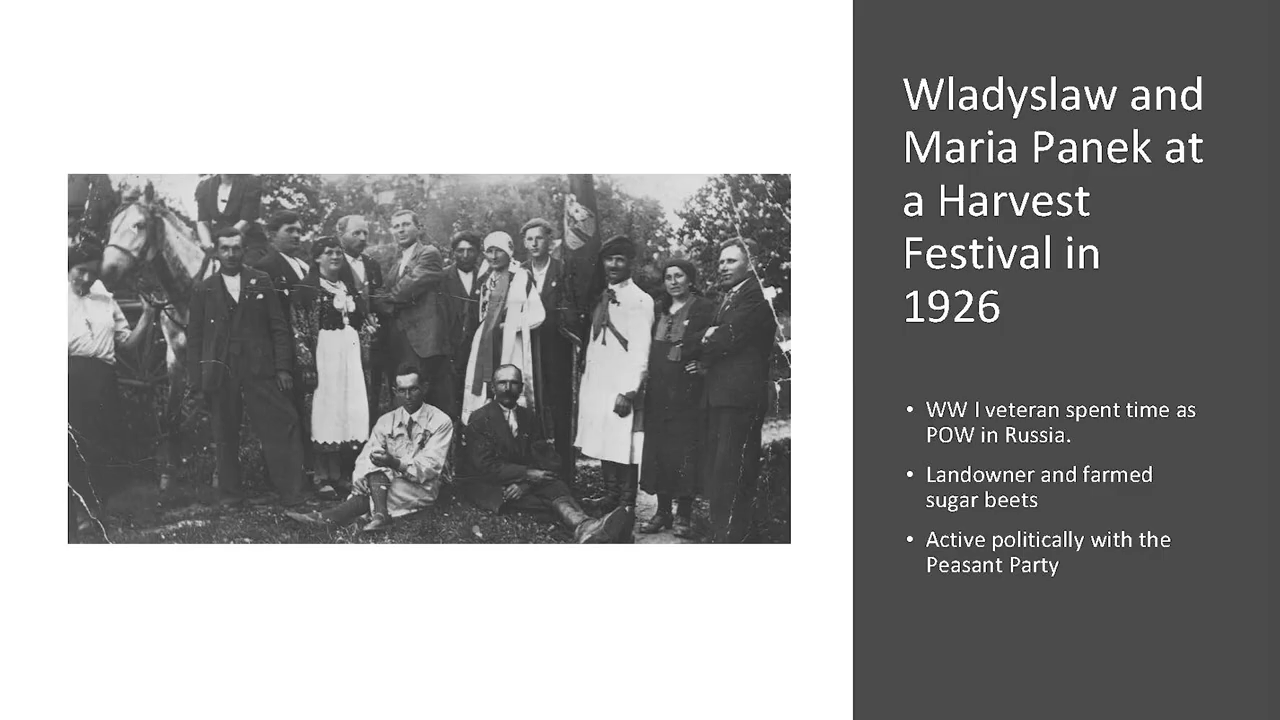 Wladyslaw and
Maria Panek at
a Harvest
Festival in
1926
• WW I veteran spent time as
POW in Russia.
• Landowner and farmed
sugar beets
• Active politically with the
Peasant Party